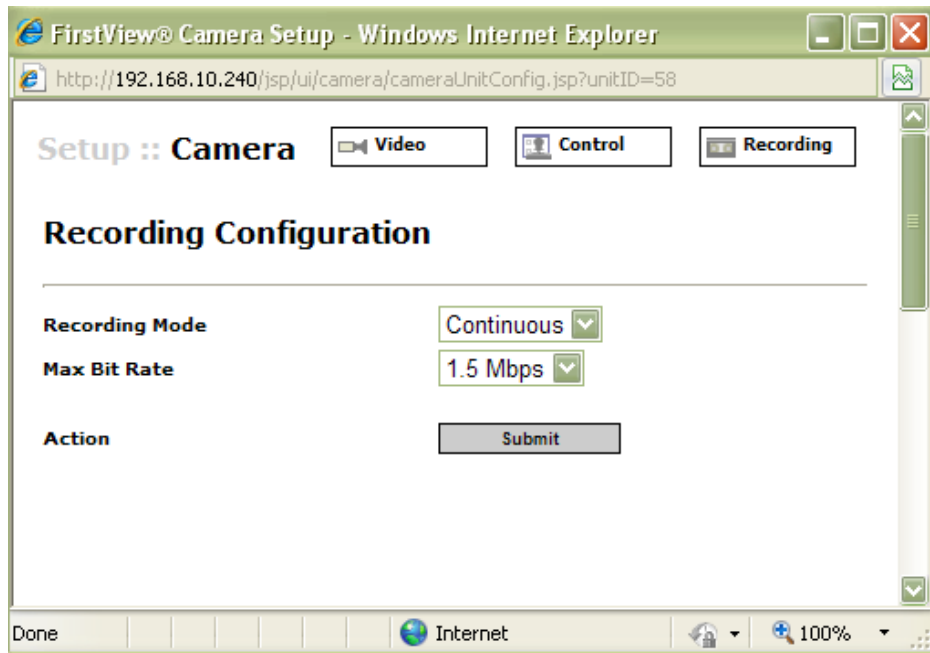 FirstView® Camera Setup - Windows Internet Explorer
http://192.168.10.240/jsp/ui/camera/cameraUnitConfig.jsp?unitID=58
Setup :: Camera Video Control Recording
Recording Configuration
Recording Mode Continuous
Max Bit Rate 1.5 Mbps
Action Submit
Done Internet 100%